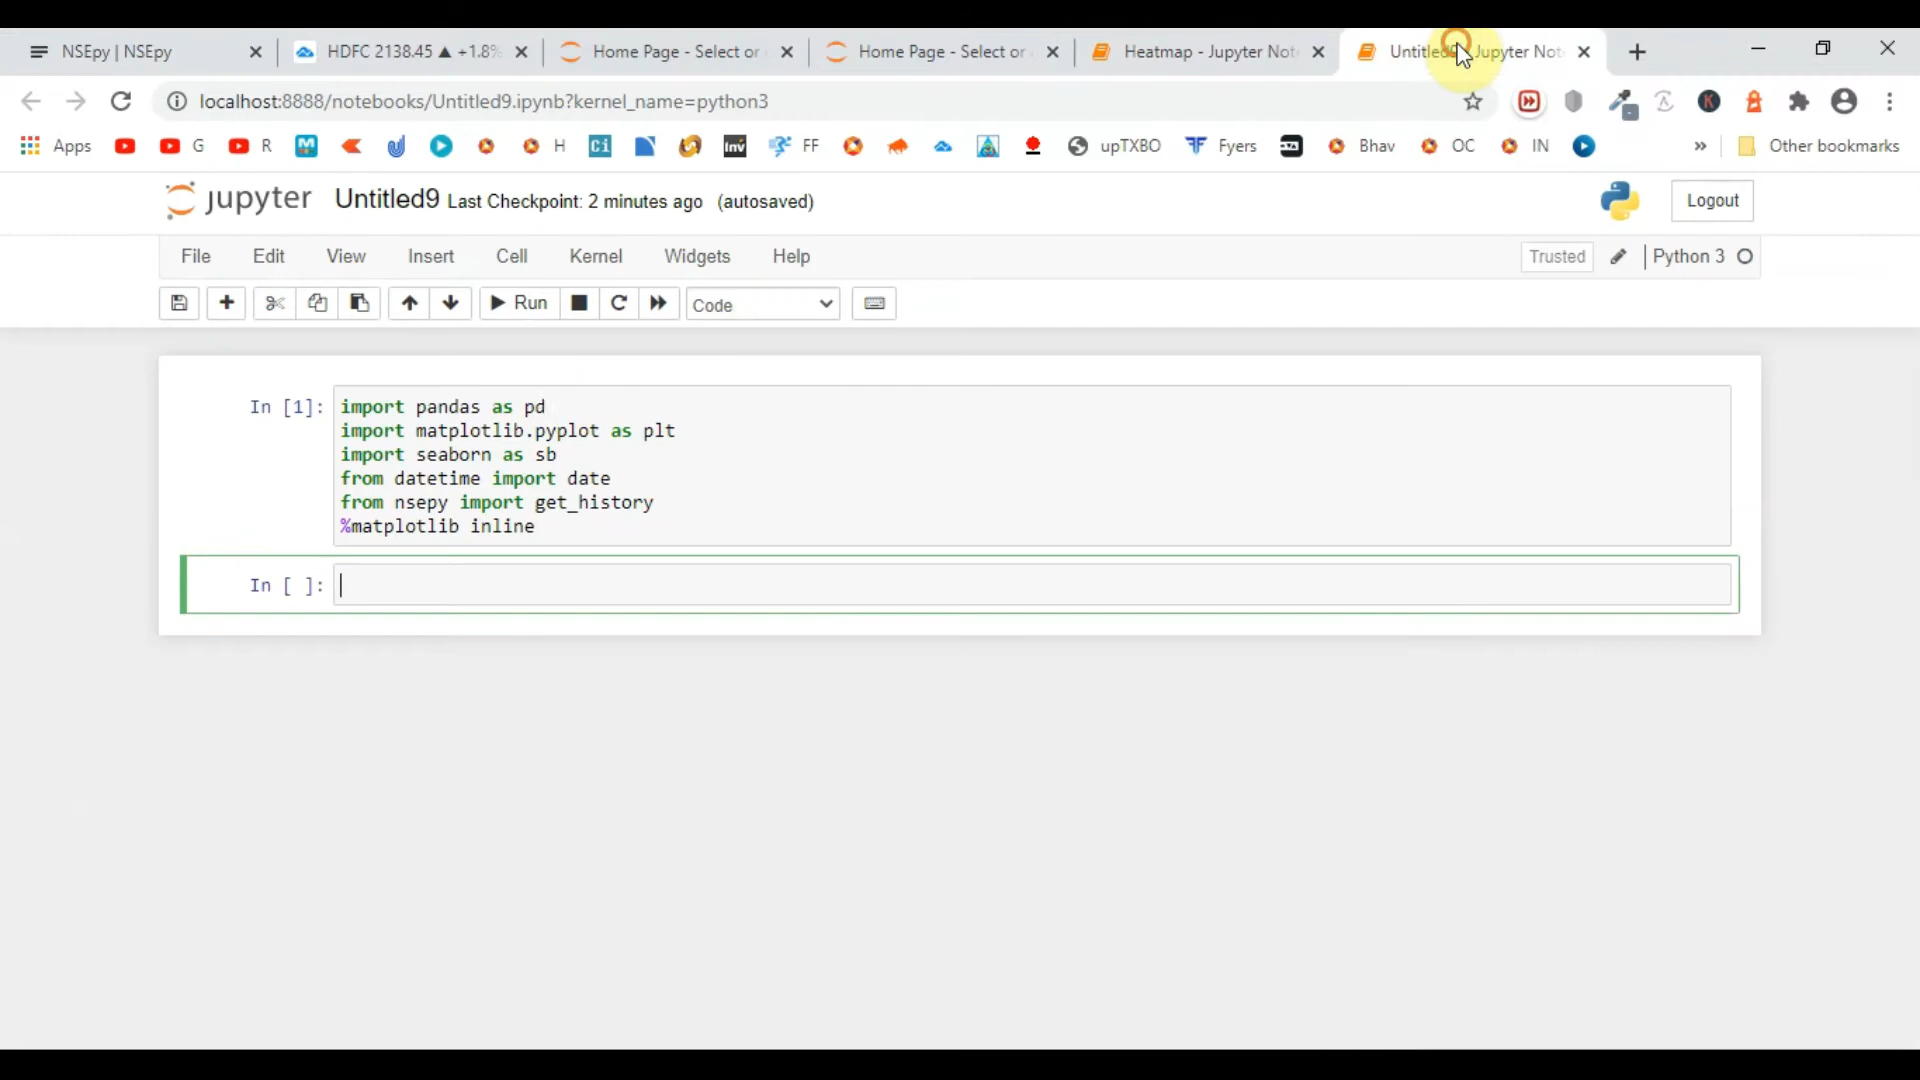 NSEpy | NSEpy
HDFC 2138.45 ▲ +1.8%
Home Page - Select or
Home Page - Select or
Heatmap - Jupyter Not
Untitled9 - Jupyter Not
localhost:8888/notebooks/Untitled9.ipynb?kernel_name=python3
Apps G R H Ci Inv FF upTXBO Fyers Bhav OC IN » Other bookmarks
jupyter Untitled9 Last Checkpoint: 2 minutes ago (autosaved)
Logout
File Edit View Insert Cell Kernel Widgets Help
Trusted Python 3
Run Code
In [1]:
import pandas as pd
import matplotlib.pyplot as plt
import seaborn as sb
from datetime import date
from nsepy import get_history
%matplotlib inline
In [ ]: